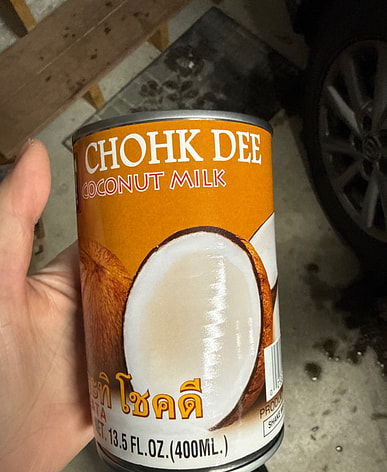 CHOHK DEE
COCONUT MILK
โชคดี
13.5 FL.OZ.(400ML.)